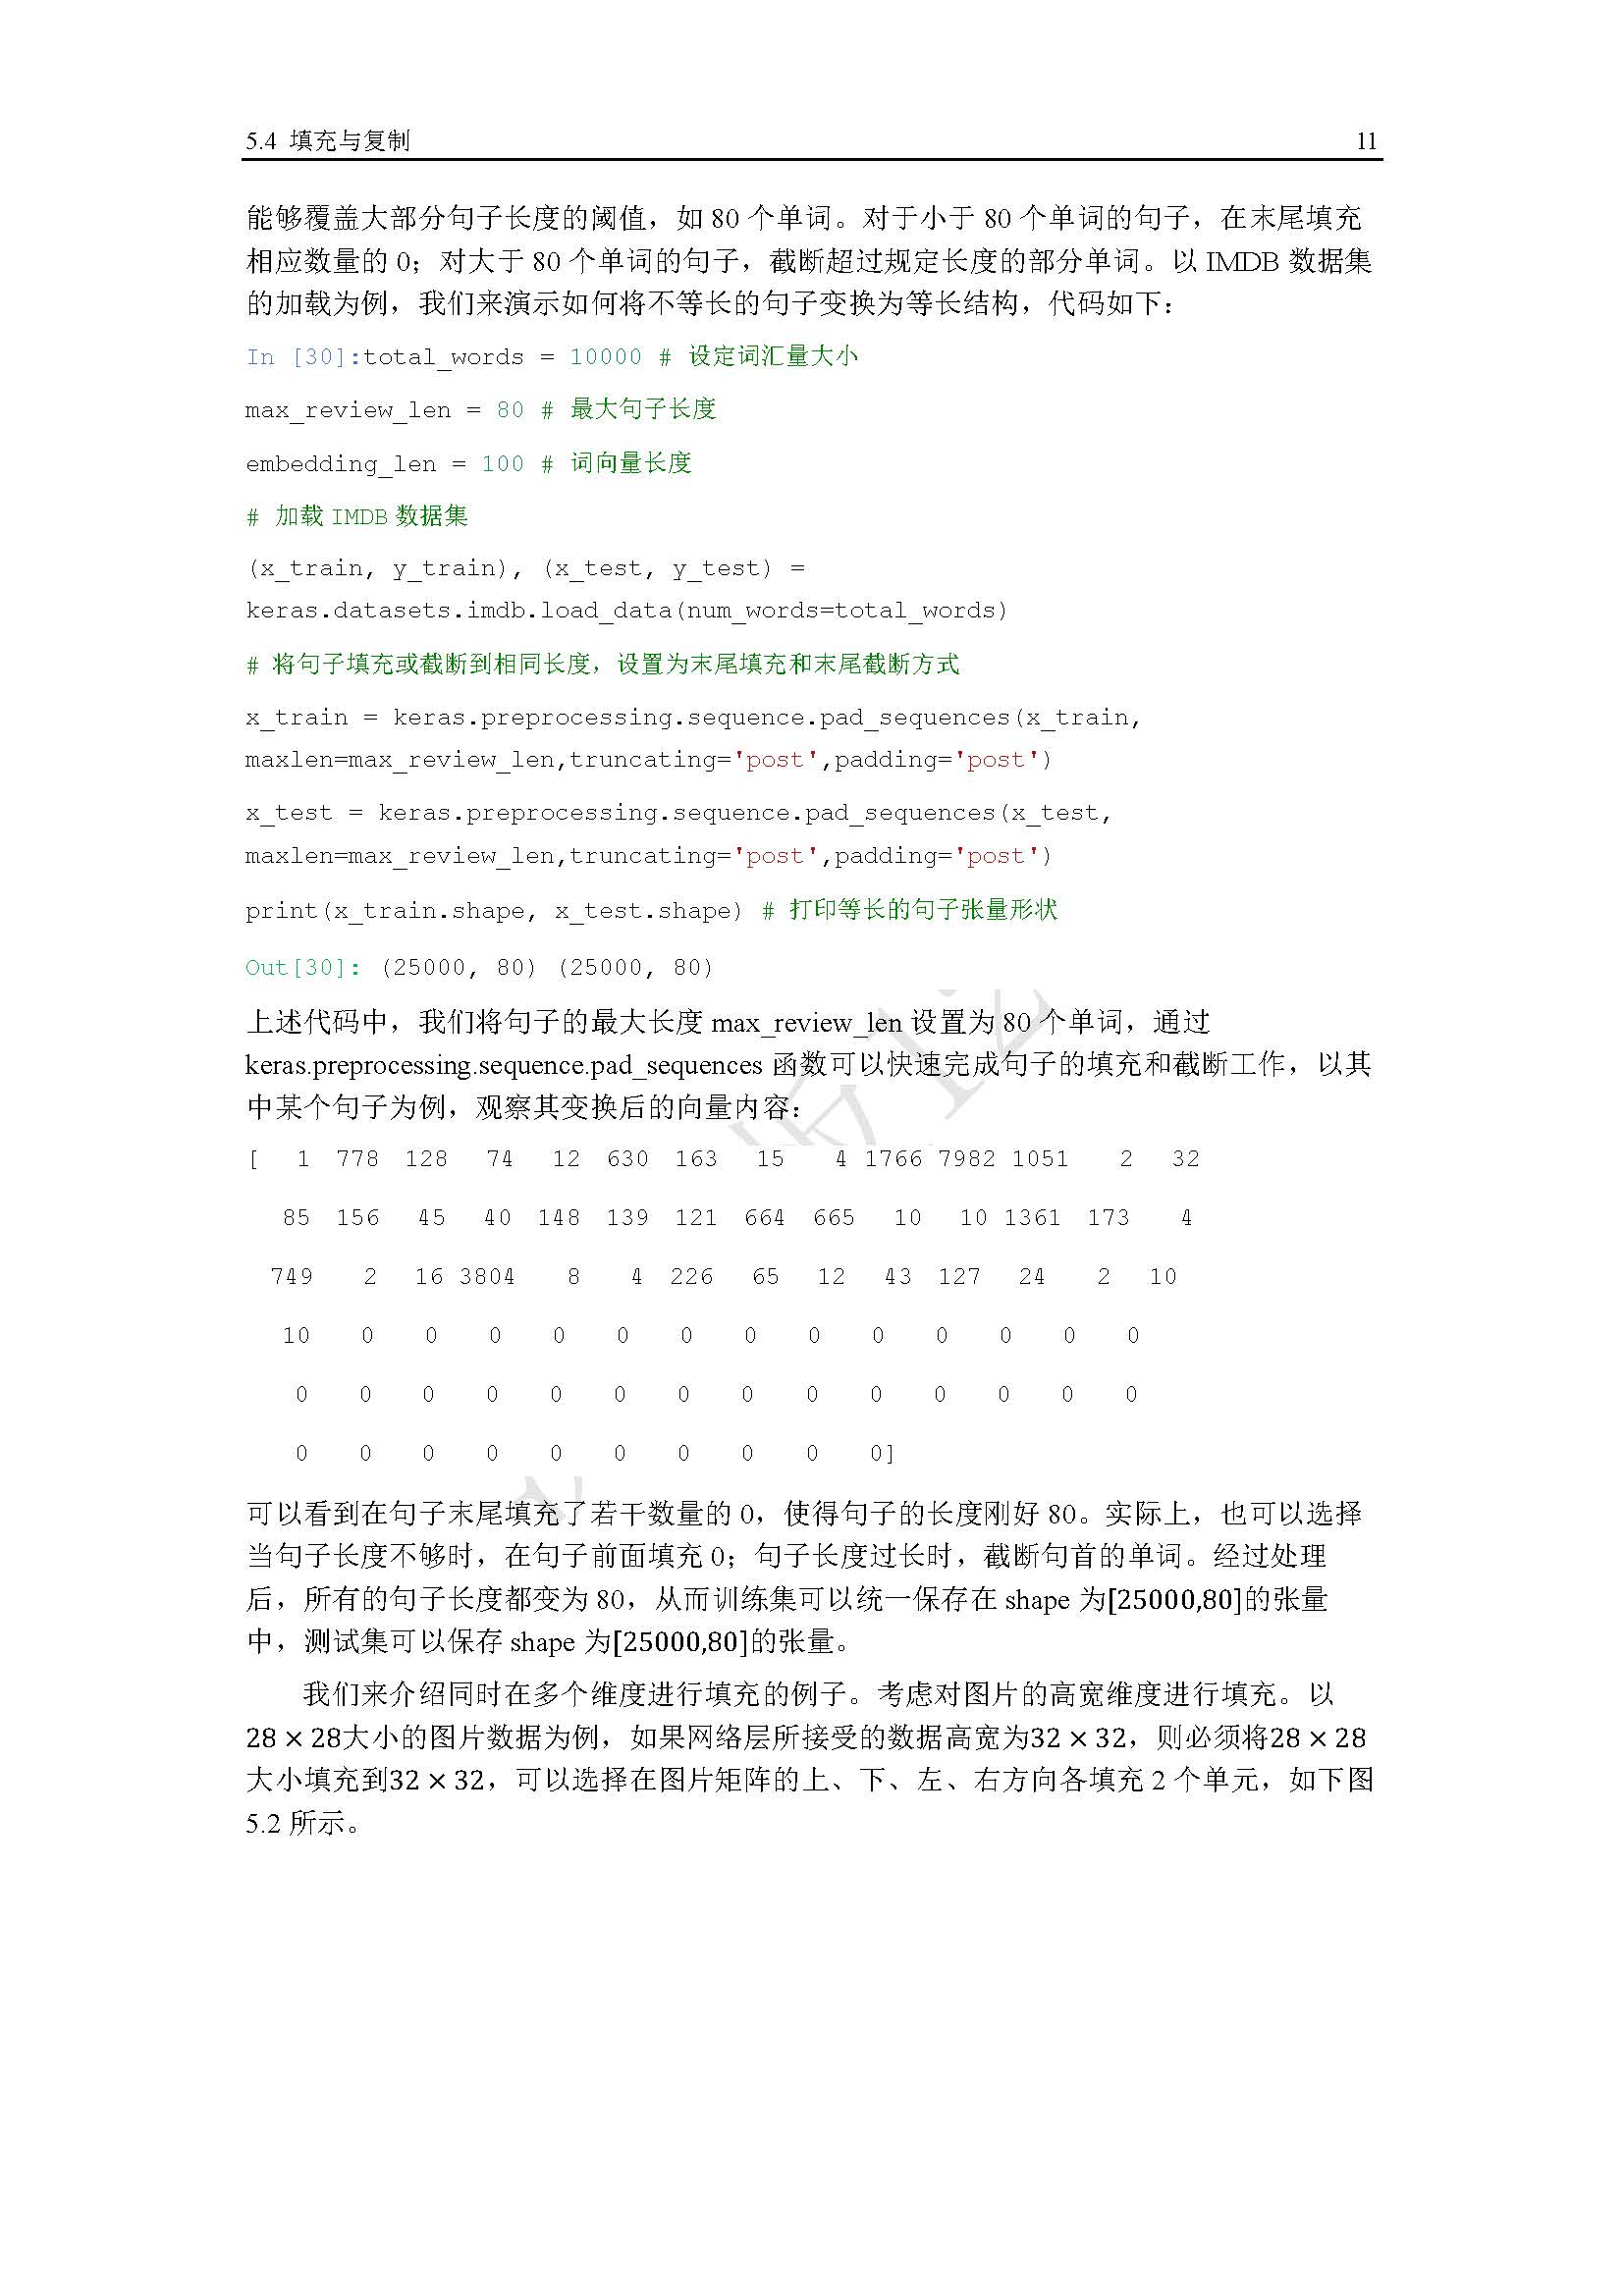 5.4 填充与复制 11
能够覆盖大部分句子长度的阈值，如 80 个单词。对于小于 80 个单词的句子，在末尾填充
相应数量的 0；对大于 80 个单词的句子，截断超过规定长度的部分单词。以 IMDB 数据集
的加载为例，我们来演示如何将不等长的句子变换为等长结构，代码如下：
In [30]:total_words = 10000 # 设定词汇量大小
max_review_len = 80 # 最大句子长度
embedding_len = 100 # 词向量长度
# 加载 IMDB 数据集
(x_train, y_train), (x_test, y_test) =
keras.datasets.imdb.load_data(num_words=total_words)
# 将句子填充或截断到相同长度，设置为末尾填充和末尾截断方式
x_train = keras.preprocessing.sequence.pad_sequences(x_train,
maxlen=max_review_len,truncating='post',padding='post')
x_test = keras.preprocessing.sequence.pad_sequences(x_test,
maxlen=max_review_len,truncating='post',padding='post')
print(x_train.shape, x_test.shape) # 打印等长的句子张量形状
Out[30]: (25000, 80) (25000, 80)
上述代码中，我们将句子的最大长度 max_review_len 设置为 80 个单词，通过
keras.preprocessing.sequence.pad_sequences 函数可以快速完成句子的填充和截断工作，以其
中某个句子为例，观察其变换后的向量内容：
[ 1 778 128 74 12 630 163 15 4 1766 7982 1051 2 32
85 156 45 40 148 139 121 664 665 10 10 1361 173 4
749 2 16 3804 8 4 226 65 12 43 127 24 2 10
10 0 0 0 0 0 0 0 0 0 0 0 0 0
0 0 0 0 0 0 0 0 0 0 0 0 0 0
0 0 0 0 0 0 0 0 0 0]
可以看到在句子末尾填充了若干数量的 0，使得句子的长度刚好 80。实际上，也可以选择
当句子长度不够时，在句子前面填充 0；句子长度过长时，截断句首的单词。经过处理
后，所有的句子长度都变为 80，从而训练集可以统一保存在 shape 为[25000,80]的张量
中，测试集可以保存 shape 为[25000,80]的张量。
我们来介绍同时在多个维度进行填充的例子。考虑对图片的高宽维度进行填充。以
28 × 28大小的图片数据为例，如果网络层所接受的数据高宽为32 × 32，则必须将28 × 28
大小填充到32 × 32，可以选择在图片矩阵的上、下、左、右方向各填充 2 个单元，如下图
5.2 所示。